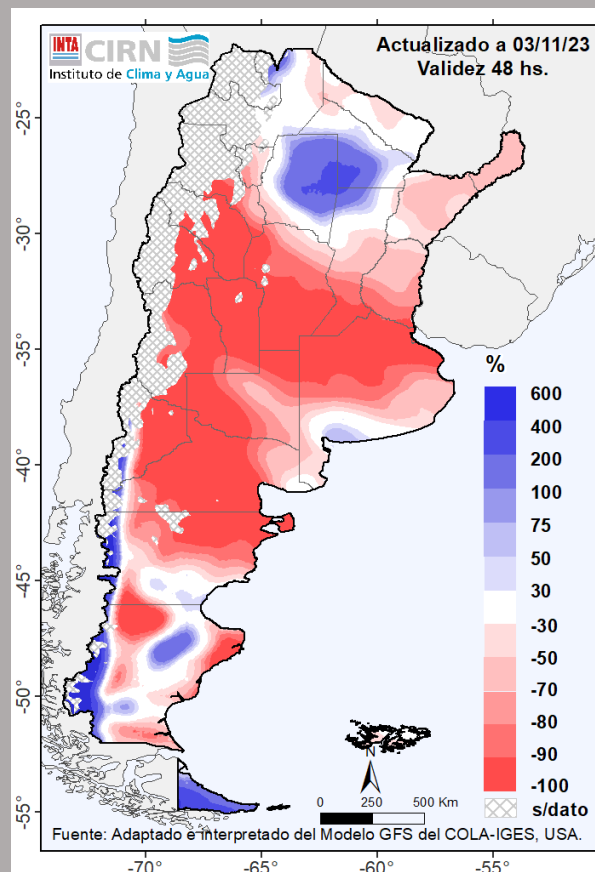 INTA
CIRN
Instituto de Clima y Agua
Actualizado a 03/11/23
Validez 48 hs.
-25°
-30°
-35°
-40°
-45°
-50°
-55°
%
600
400
200
100
75
50
30
-30
-50
-70
-80
-90
-100
s/dato
N
0 250 500 Km
Fuente: Adaptado e interpretado del Modelo GFS del COLA-IGES, USA.
-70° -65° -60° -55°